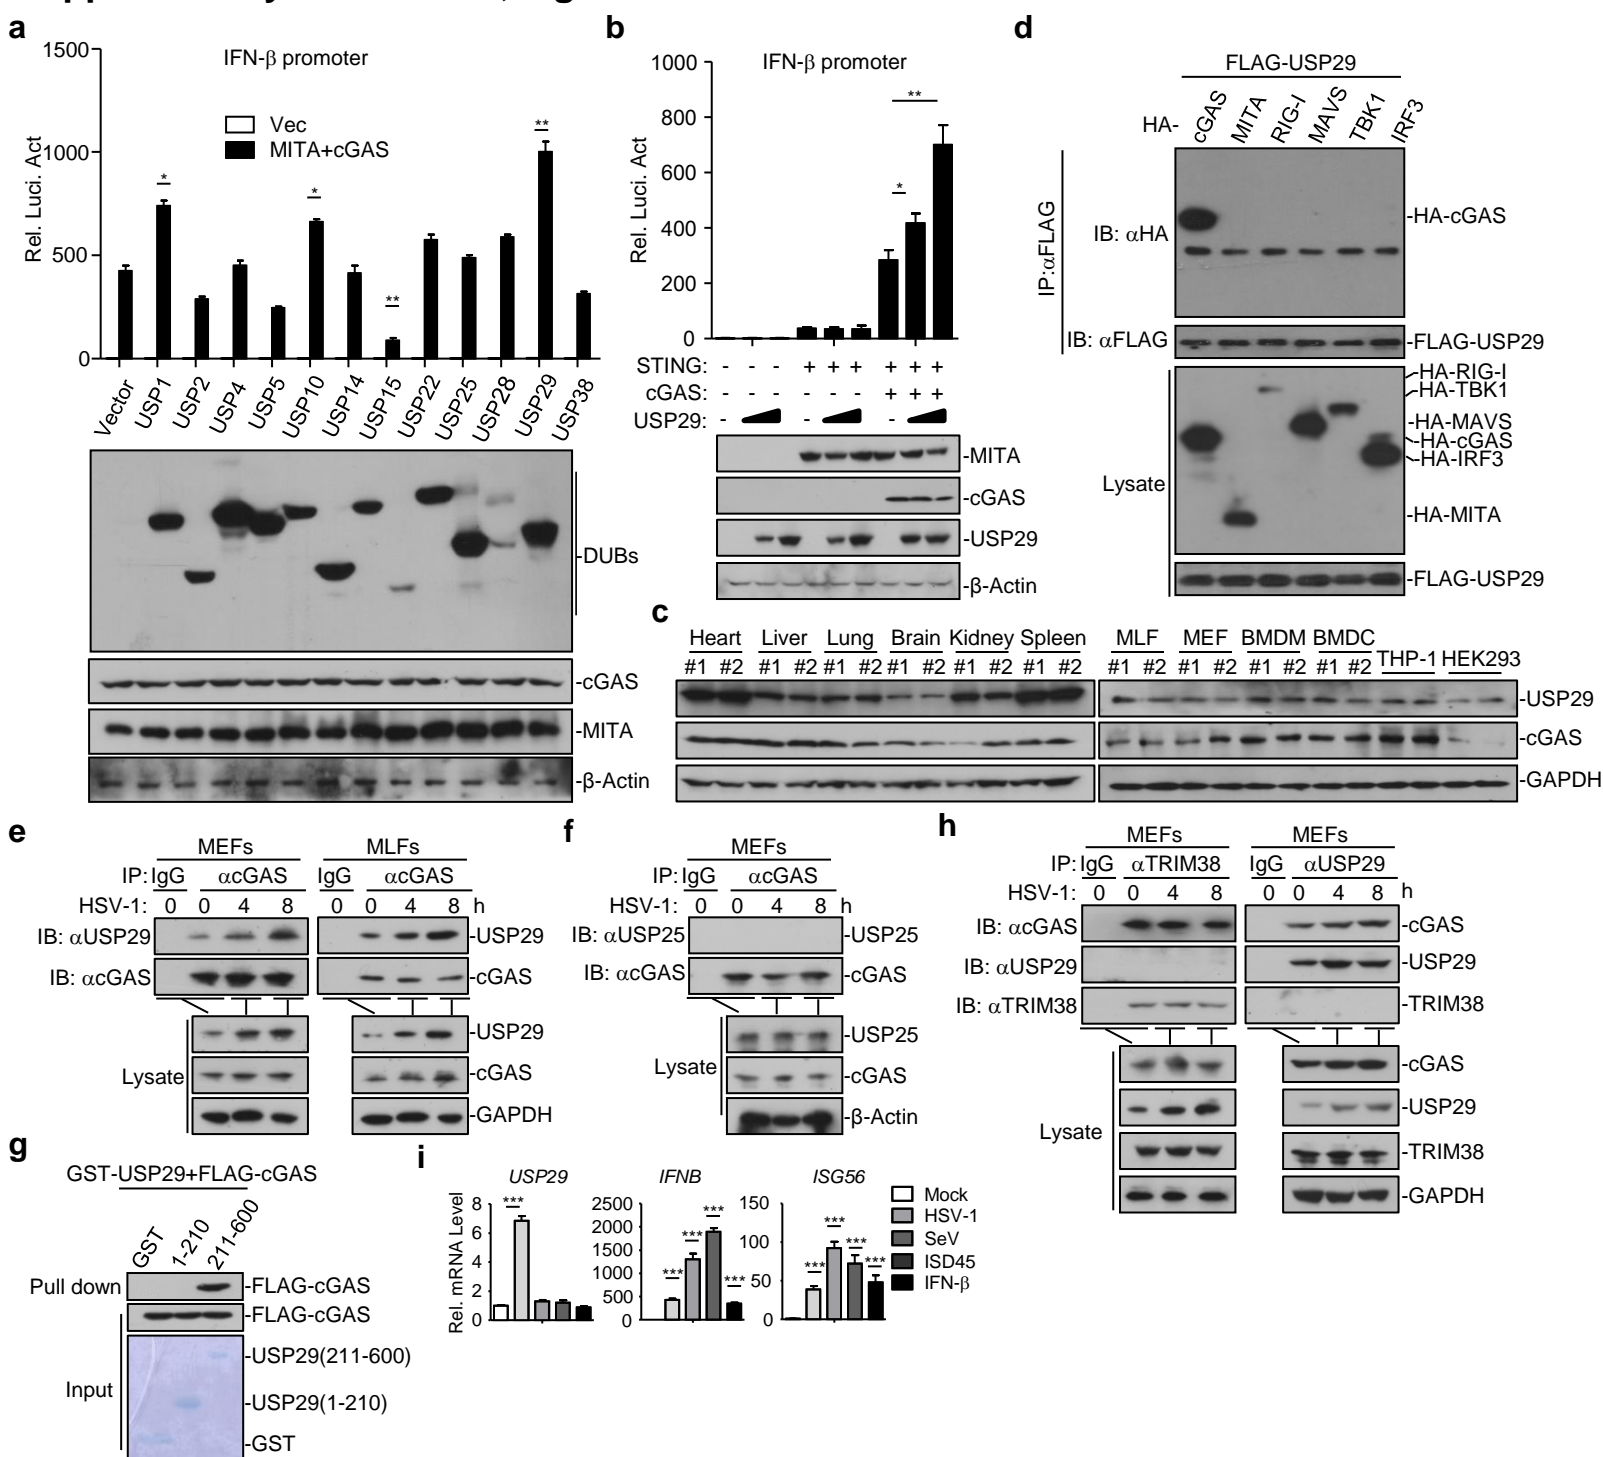 a
IFN-β promoter
Rel. Luci. Act
1500
1000
500
0
Vec
MITA+cGAS
*
*
**
**
Vector USP1 USP2 USP4 USP5 USP10 USP14 USP15 USP22 USP25 USP28 USP29 USP38
-DUBs
-cGAS
-MITA
-β-Actin
b
IFN-β promoter
Rel. Luci. Act
1000
800
600
400
200
0
*
**
STING: - - - + + + + + +
cGAS: - - - - - - + + +
USP29: - - -
-MITA
-cGAS
-USP29
-β-Actin
d
FLAG-USP29
HA- cGAS MITA RIG-I MAVS TBK1 IRF3
IP:αFLAG
IB: αHA
-HA-cGAS
IB: αFLAG
-FLAG-USP29
Lysate
-HA-RIG-I
-HA-TBK1
-HA-MAVS
-HA-cGAS
-HA-IRF3
-HA-MITA
-FLAG-USP29
c
Heart Liver Lung Brain Kidney Spleen MLF MEF BMDM BMDC THP-1 HEK293
#1 #2 #1 #2 #1 #2 #1 #2 #1 #2 #1 #2 #1 #2 #1 #2 #1 #2 #1 #2
-USP29
-cGAS
-GAPDH
e
MEFs MLFs
IP: IgG αcGAS IgG αcGAS
HSV-1: 0 0 4 8 0 0 4 8 h
IB: αUSP29 -USP29
IB: αcGAS -cGAS
Lysate
-USP29
-cGAS
-GAPDH
f
MEFs
IP: IgG αcGAS
HSV-1: 0 0 4 8 h
IB: αUSP25 -USP25
IB: αcGAS -cGAS
Lysate
-USP25
-cGAS
-β-Actin
h
MEFs MEFs
IP: IgG αTRIM38 IgG αUSP29
HSV-1: 0 0 4 8 0 0 4 8 h
IB: αcGAS -cGAS
IB: αUSP29 -USP29
IB: αTRIM38 -TRIM38
Lysate
-cGAS
-USP29
-TRIM38
-GAPDH
g
GST-USP29+FLAG-cGAS
GST 1-210 211-600
Pull down -FLAG-cGAS
-FLAG-cGAS
Input
-USP29(211-600)
-USP29(1-210)
-GST
i
Rel. mRNA Level
USP29
8
6
4
2
0
***
IFNB
2500
2000
1500
1000
500
0
*** *** *** ***
ISG56
150
100
50
0
*** *** *** ***
Mock
HSV-1
SeV
ISD45
IFN-β